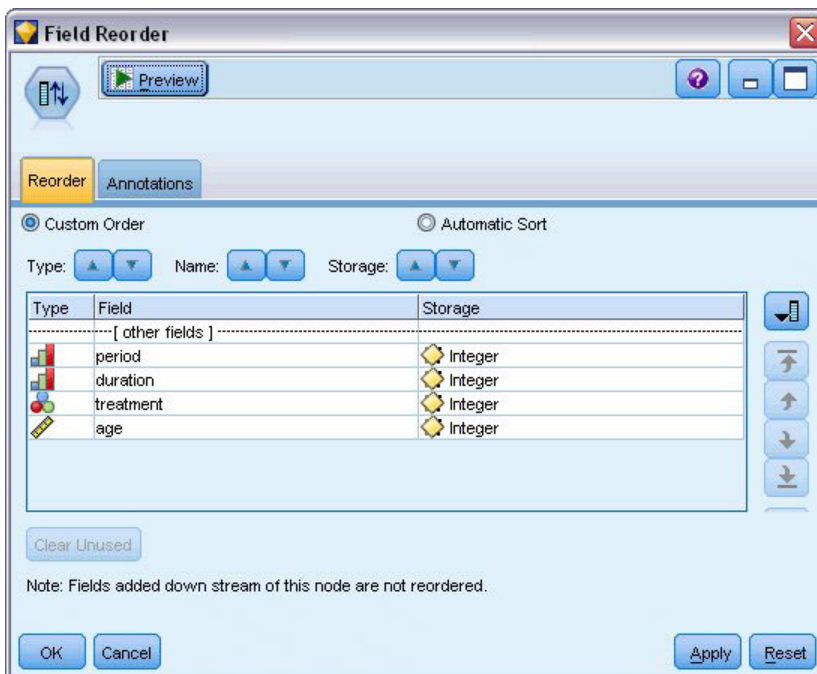 Field Reorder
Preview
Reorder Annotations
Custom Order Automatic Sort
Type: Name: Storage:
Type Field Storage
[ other fields ]
period Integer
duration Integer
treatment Integer
age Integer
Clear Unused
Note: Fields added down stream of this node are not reordered.
OK Cancel Apply Reset